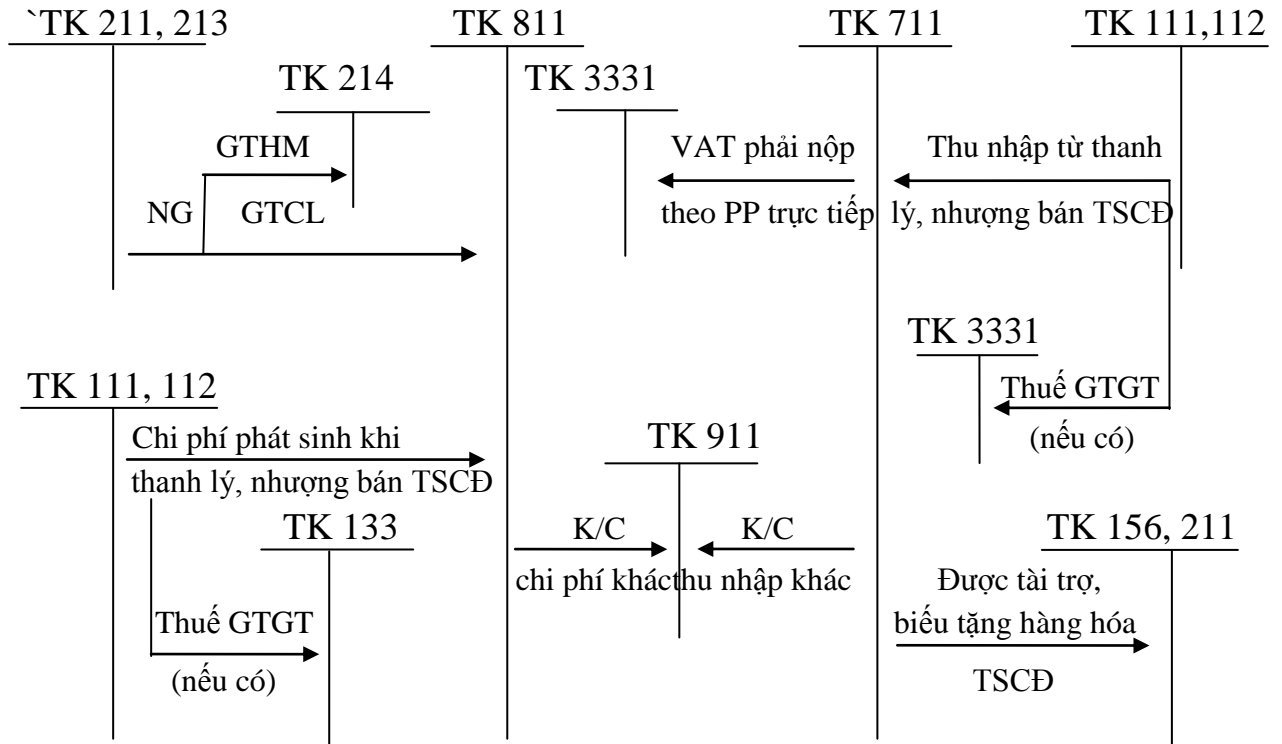 `TK 211, 213
TK 811
TK 711
TK 111,112
TK 214
TK 3331
GTHM
VAT phải nộp
Thu nhập từ thanh
NG
GTCL
theo PP trực tiếp
lý, nhượng bán TSCĐ
TK 3331
TK 111, 112
Thuế GTGT
(nếu có)
Chi phí phát sinh khi
thanh lý, nhượng bán TSCĐ
TK 911
TK 133
K/C
K/C
TK 156, 211
chi phí khác
thu nhập khác
Được tài trợ,
biếu tặng hàng hóa
TSCĐ
Thuế GTGT
(nếu có)